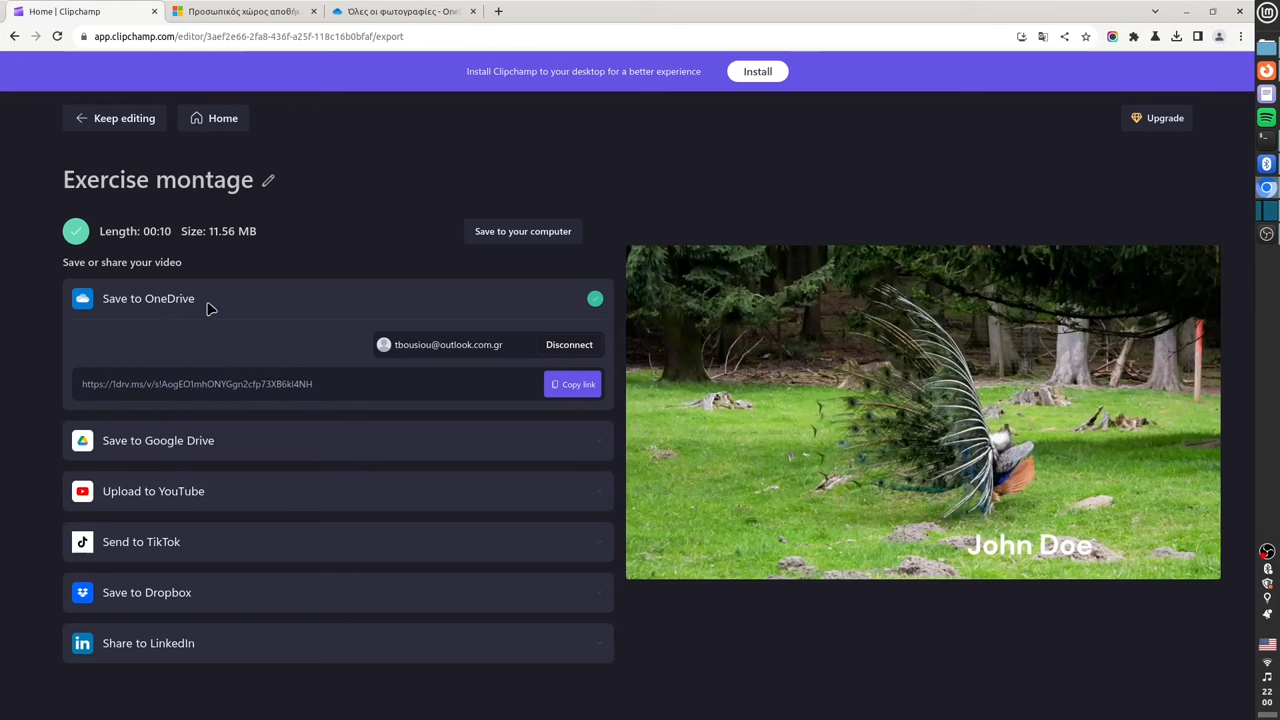 Home | Clipchamp
Προσωπικός χώρος αποθήκ
Όλες οι φωτογραφίες - One
app.clipchamp.com/editor/3aef2e66-2fa8-436f-a25f-118c16b0bfaf/export
Install Clipchamp to your desktop for a better experience
Install
Keep editing
Home
Upgrade
Exercise montage
Length: 00:10 Size: 11.56 MB
Save to your computer
Save or share your video
Save to OneDrive
tbousiou@outlook.com.gr
Disconnect
https://1drv.ms/v/s!AogEO1mhONYGgn2cfp73XB6kl4NH
Copy link
Save to Google Drive
Upload to YouTube
Send to TikTok
Save to Dropbox
Share to LinkedIn
John Doe
22
00